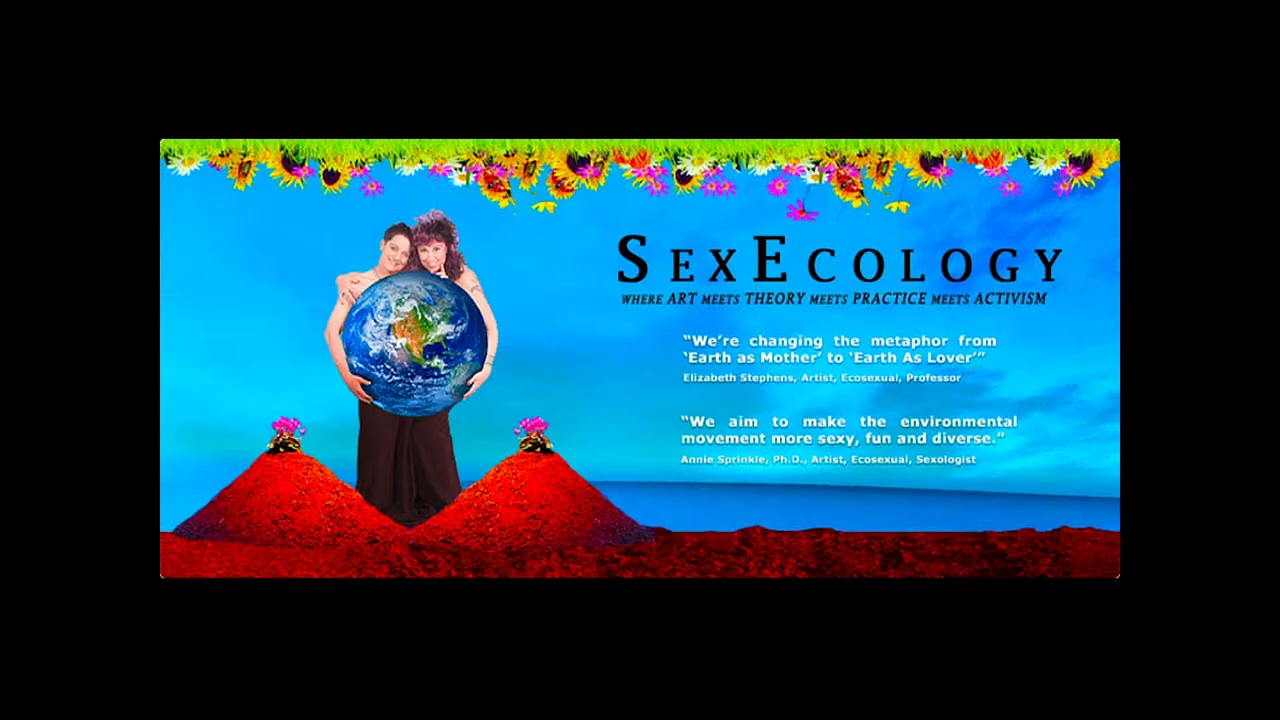 SEXECOLOGY
WHERE ART MEETS THEORY MEETS PRACTICE MEETS ACTIVISM
“We’re changing the metaphor from
‘Earth as Mother’ to ‘Earth As Lover’”
Elizabeth Stephens, Artist, Ecosexual, Professor
“We aim to make the environmental
movement more sexy, fun and diverse.”
Annie Sprinkle, Ph.D., Artist, Ecosexual, Sexologist